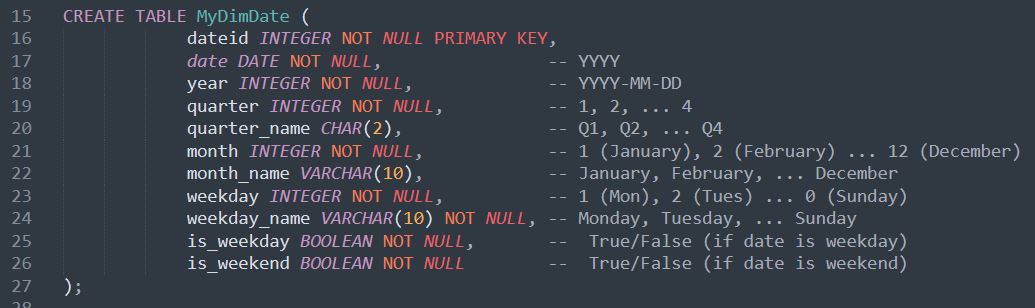 15 CREATE TABLE MyDimDate (
16 dateid INTEGER NOT NULL PRIMARY KEY,
17 date DATE NOT NULL, -- YYYY
18 year INTEGER NOT NULL, -- YYYY-MM-DD
19 quarter INTEGER NOT NULL, -- 1, 2, ... 4
20 quarter_name CHAR(2), -- Q1, Q2, ... Q4
21 month INTEGER NOT NULL, -- 1 (January), 2 (February) ... 12 (December)
22 month_name VARCHAR(10), -- January, February, ... December
23 weekday INTEGER NOT NULL, -- 1 (Mon), 2 (Tues) ... 0 (Sunday)
24 weekday_name VARCHAR(10) NOT NULL, -- Monday, Tuesday, ... Sunday
25 is_weekday BOOLEAN NOT NULL, -- True/False (if date is weekday)
26 is_weekend BOOLEAN NOT NULL -- True/False (if date is weekend)
27 );